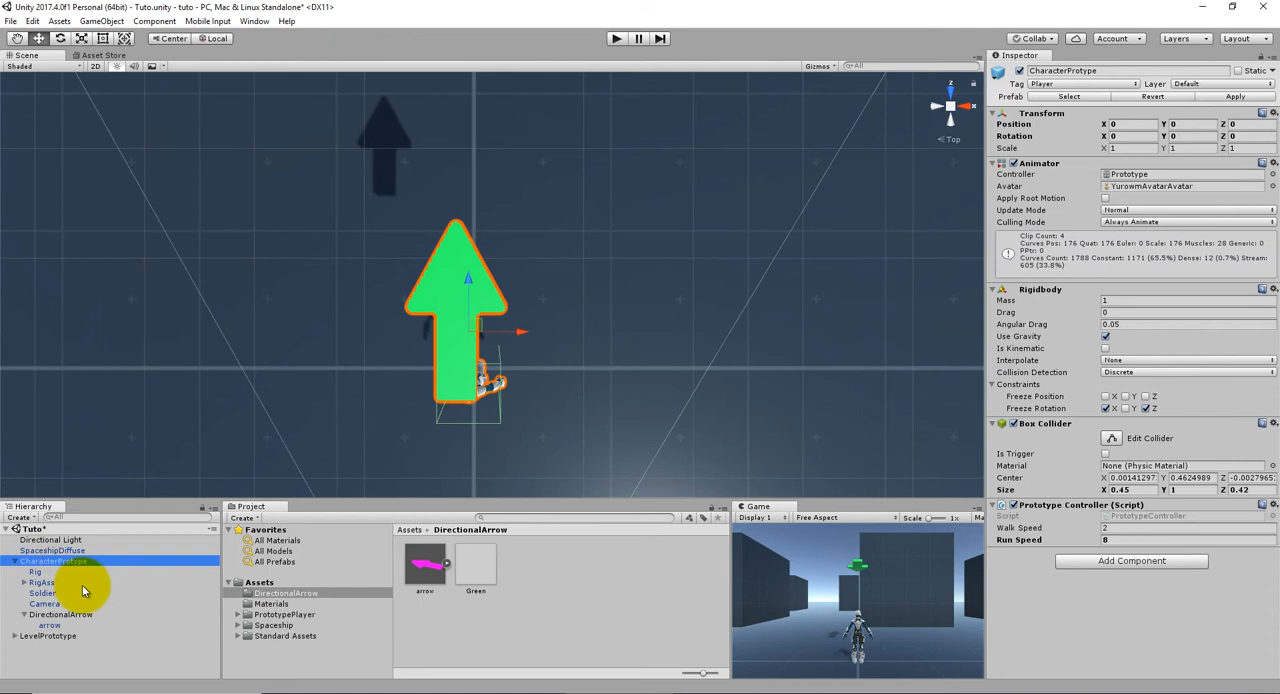 Unity 2017.4.0f1 Personal (64bit) - Tuto.unity - tuto - PC, Mac & Linux Standalone* <DX11>
File Edit Assets GameObject Component Mobile Input Window Help
Center Local Collab Account Layers Layout
Scene Asset Store
Shaded 2D Gizmos All
z
x
Top
Inspector
CharacterProtype Static
Tag Player Layer Default
Prefab Select Revert Apply
Transform
Position X 0 Y 0 Z 0
Rotation X 0 Y 0 Z 0
Scale X 1 Y 1 Z 1
Animator
Controller Prototype
Avatar YurowmAvatarAvatar
Apply Root Motion
Update Mode Normal
Culling Mode Always Animate
Clip Count: 4
Curves Pos: 176 Quat: 176 Euler: 0 Scale: 176 Muscles: 28 Generic: 0
PPtr: 0
Curves Count: 1788 Constant: 1171 (65.5%) Dense: 12 (0.7%) Stream:
605 (33.8%)
Rigidbody
Mass 1
Drag 0
Angular Drag 0.05
Use Gravity
Is Kinematic
Interpolate None
Collision Detection Discrete
Constraints
Freeze Position X Y Z
Freeze Rotation X Y Z
Box Collider
Edit Collider
Is Trigger
Material None (Physic Material)
Center X 0.00141297 Y 0.4624989 Z -0.0027965
Size X 0.45 Y 1 Z 0.42
Prototype Controller (Script)
Script PrototypeController
Walk Speed 2
Run Speed 8
Add Component
Hierarchy
Create All
Tuto*
Directional Light
SpaceshipDiffuse
CharacterProtype
Rig
RigAss
Soldier
Camera
DirectionalArrow
arrow
LevelPrototype
Project
Create
Favorites
All Materials
All Models
All Prefabs
Assets
DirectionalArrow
Materials
PrototypePlayer
Spaceship
Standard Assets
Assets DirectionalArrow
arrow Green
Game
Display 1 Free Aspect Scale 1x Ma